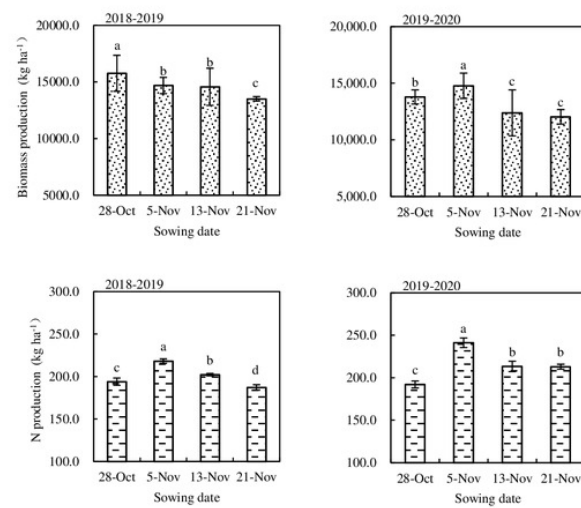 2018-2019
20000.0
15000.0
10000.0
5000.0
Biomass production (kg ha⁻¹)
a
b
b
c
28-Oct 5-Nov 13-Nov 21-Nov
Sowing date
2019-2020
20,000.0
15,000.0
10,000.0
5,000.0
b
a
c
c
28-Oct 5-Nov 13-Nov 21-Nov
Sowing date
2018-2019
300.0
250.0
200.0
150.0
100.0
N production (kg ha⁻¹)
c
a
b
d
28-Oct 5-Nov 13-Nov 21-Nov
Sowing date
2019-2020
300.0
250.0
200.0
150.0
100.0
c
a
b
b
28-Oct 5-Nov 13-Nov 21-Nov
Sowing date